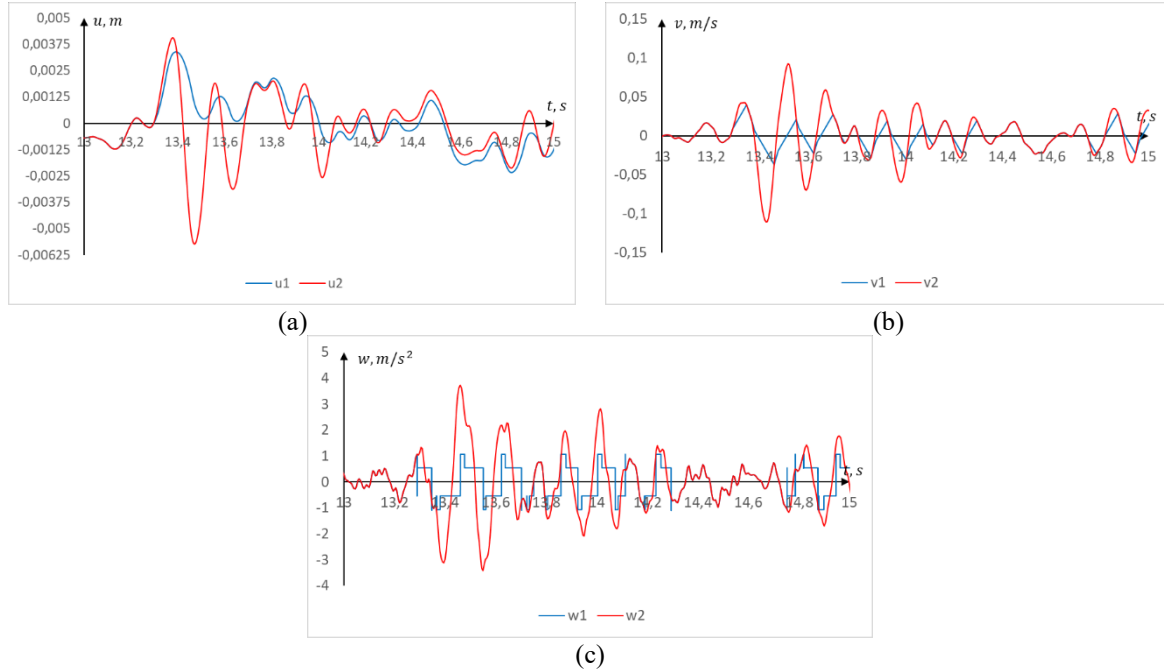 u, m
0,005
0,00375
0,0025
0,00125
0
-0,00125
-0,0025
-0,00375
-0,005
-0,00625
13 13,2 13,4 13,6 13,8 14 14,2 14,4 14,6 14,8 15
t, s
u1 u2
(a)
v, m/s
0,15
0,1
0,05
0
-0,05
-0,1
-0,15
13 13,2 13,4 13,6 13,8 14 14,2 14,4 14,6 14,8 15
t, s
v1 v2
(b)
w, m/s²
5
4
3
2
1
0
-1
-2
-3
-4
13 13,2 13,4 13,6 13,8 14 14,2 14,4 14,6 14,8 15
t, s
w1 w2
(c)